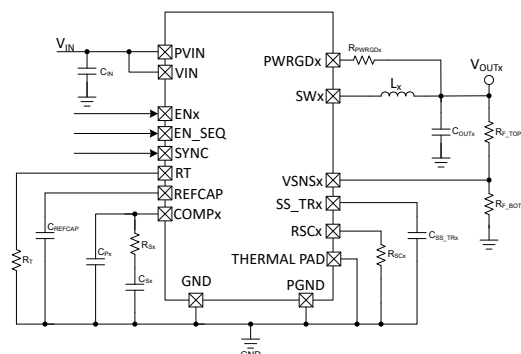 VIN
CIN
PVIN
VIN
ENx
EN_SEQ
SYNC
RT
REFCAP
COMPx
CREFCAP
RT
CPx
RSx
CSx
GND
PGND
GND
PWRGDx
SWx
VSNSx
SS_TRx
RSCx
THERMAL PAD
RPWRGDx
Lx
VOUTx
COUTx
RF_TOP
RF_BOT
CSS_TRx
RSCx